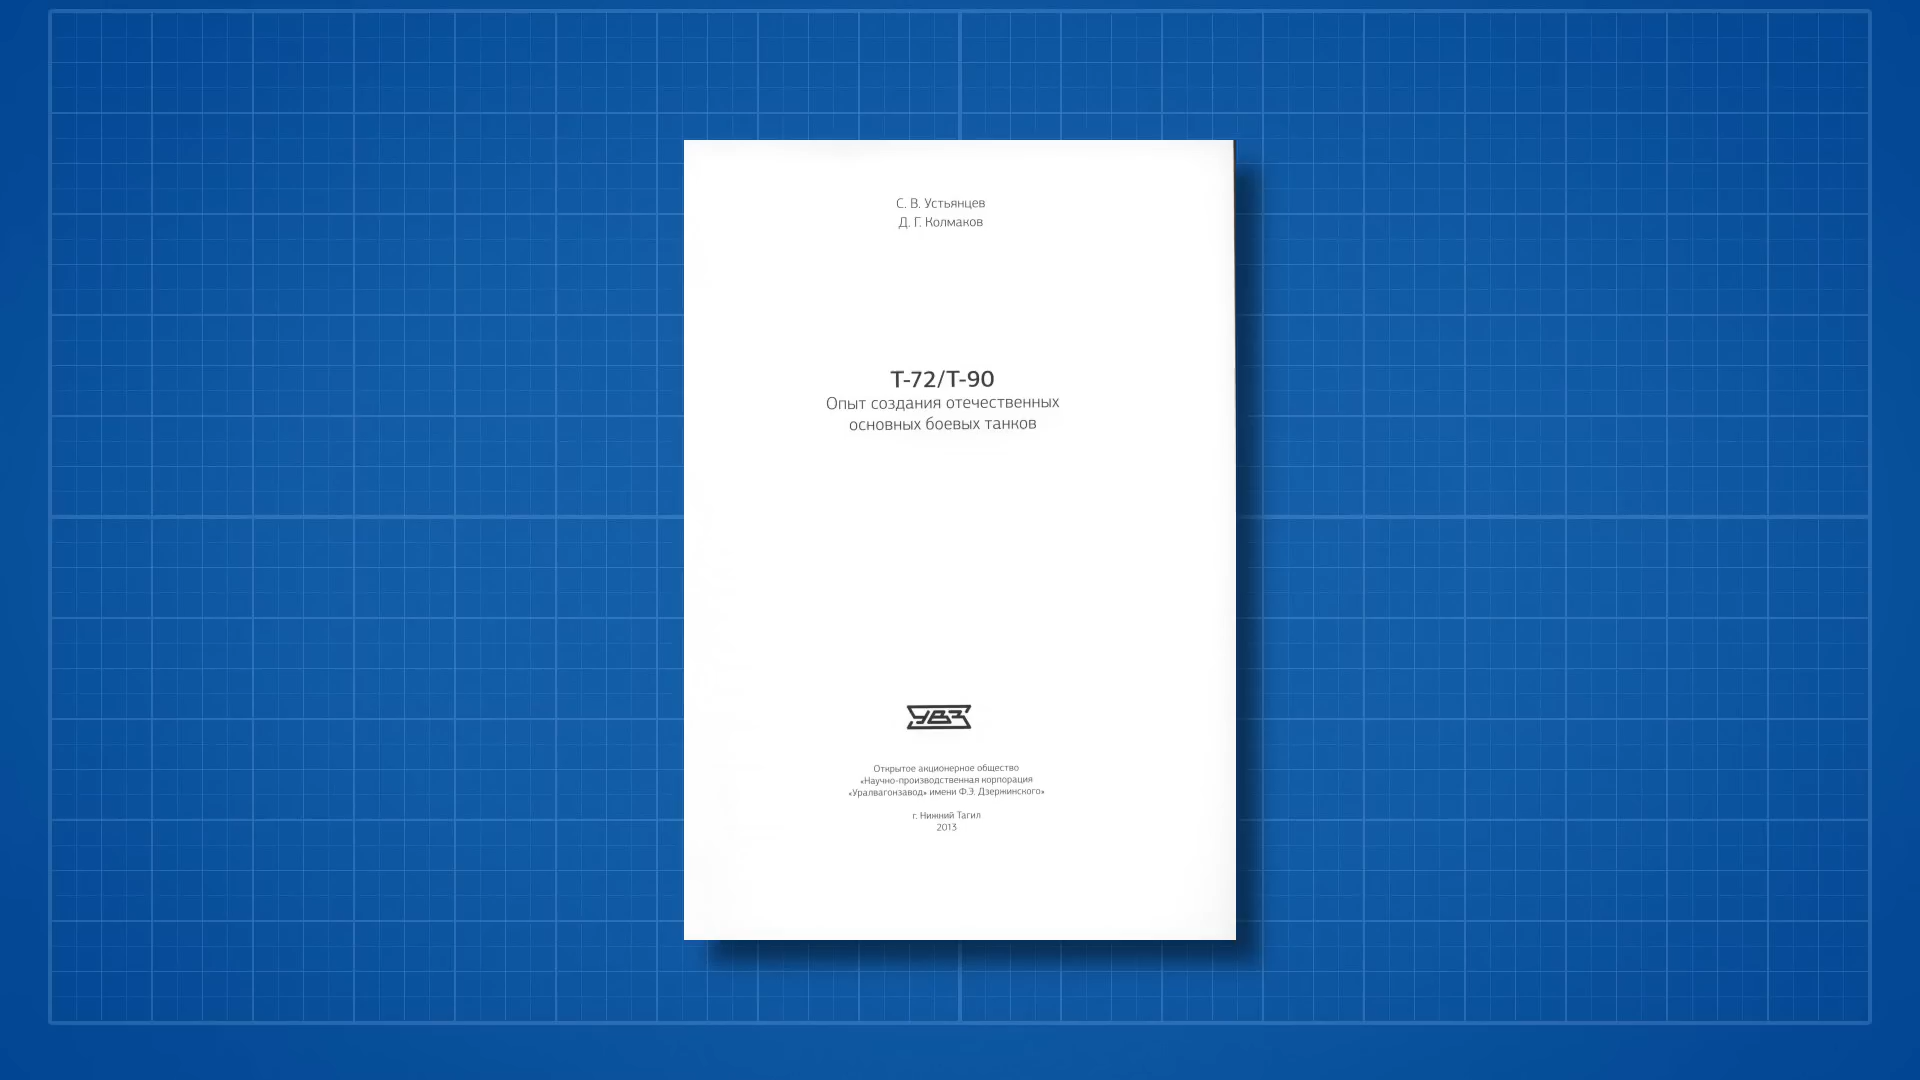 С. В. Устьянцев
Д. Г. Колмаков
Т-72/Т-90
Опыт создания отечественных
основных боевых танков
УВЗ
Открытое акционерное общество
«Научно-производственная корпорация
«Уралвагонзавод» имени Ф.Э. Дзержинского»
г. Нижний Тагил
2013